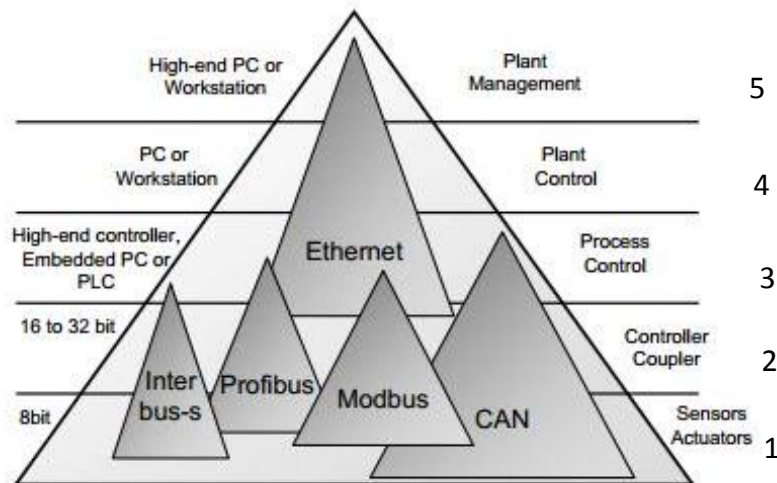 High-end PC or
Workstation
Plant
Management
5
PC or
Workstation
Plant
Control
4
High-end controller,
Embedded PC or
PLC
Ethernet
Process
Control
3
16 to 32 bit
Controller
Coupler
2
Inter
bus-s
Profibus
Modbus
CAN
8bit
Sensors
Actuators
1